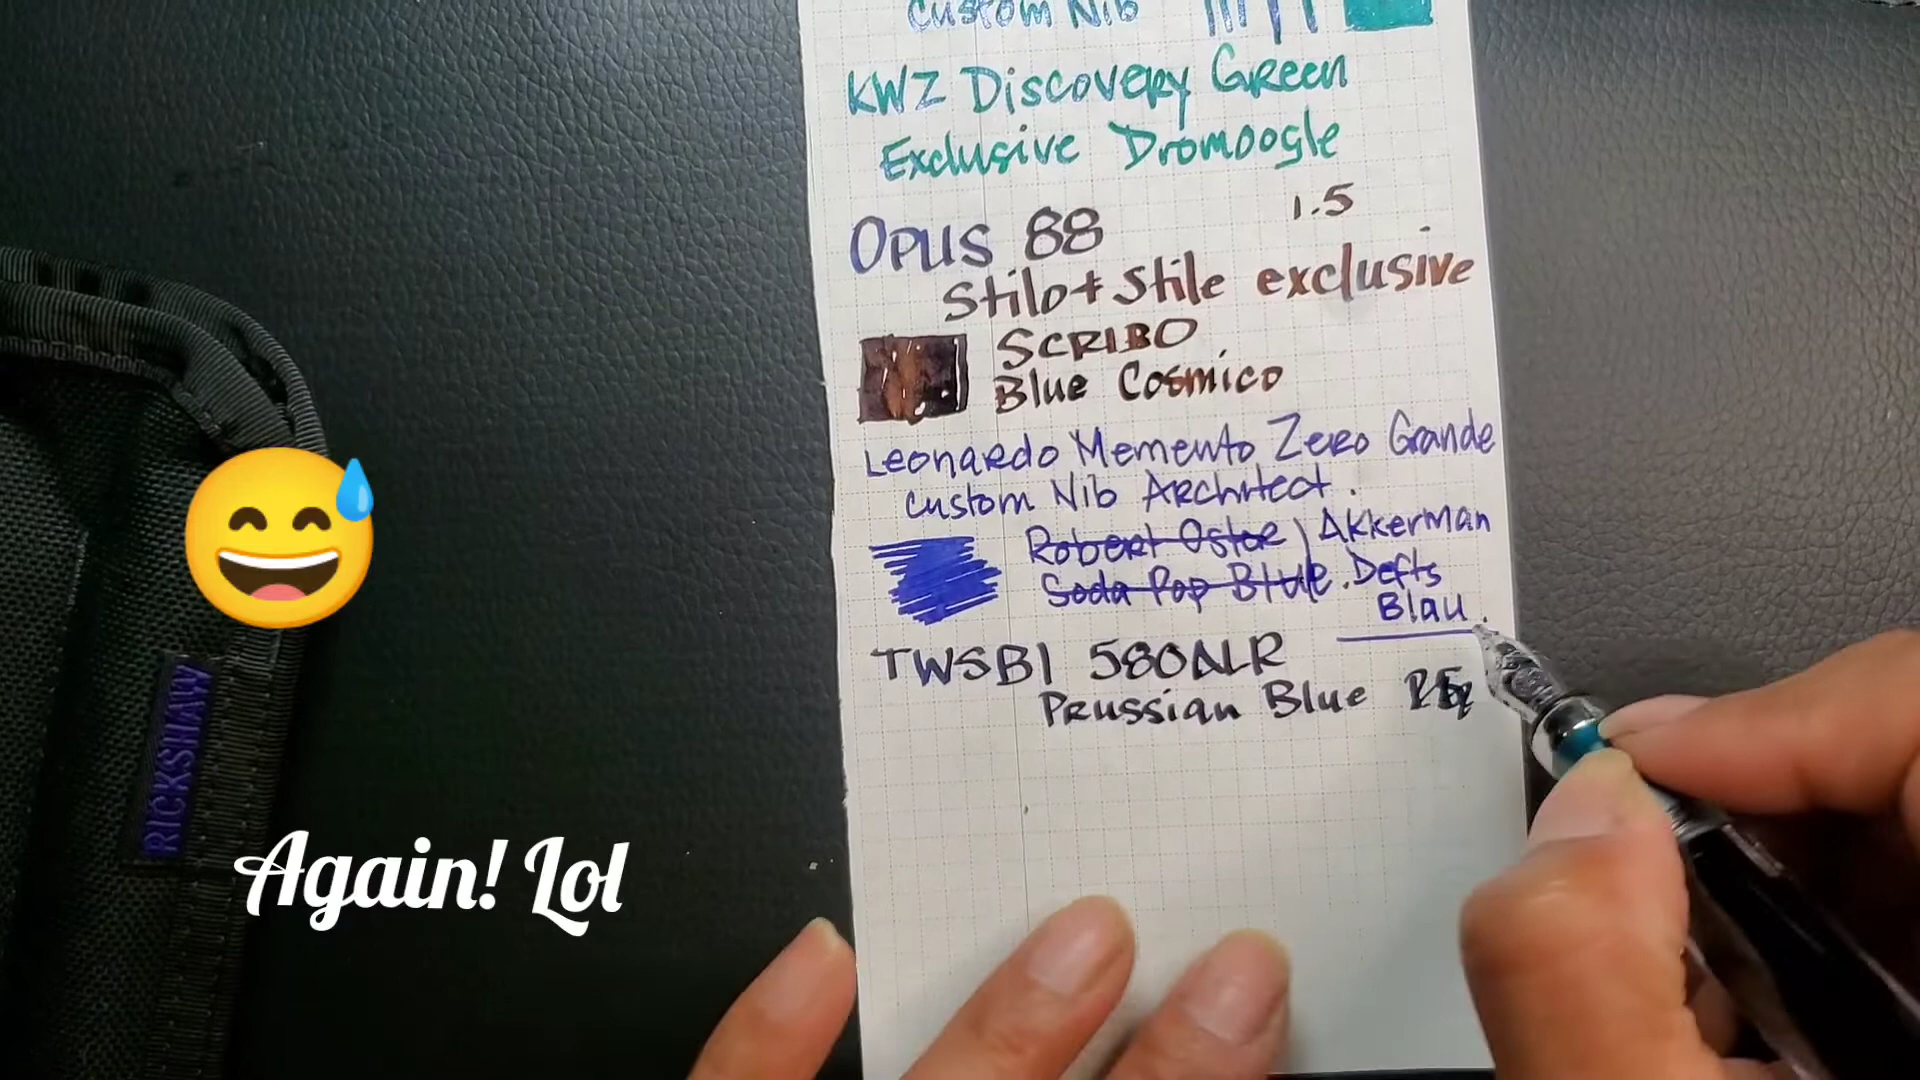 Custom Nib
KWZ Discovery Green
Exclusive Dromoogle
1.5
Opus 88
Stilo + Stile exclusive
SCRIBO
Blue Cosmico
Leonardo Memento Zero Grande
Custom Nib Architect.
Robert Oster Akkerman
Soda Pop Blue. Defts
Blau.
TWSBI 580ALR
Prussian Blue
RICKSHAW
Again! Lol